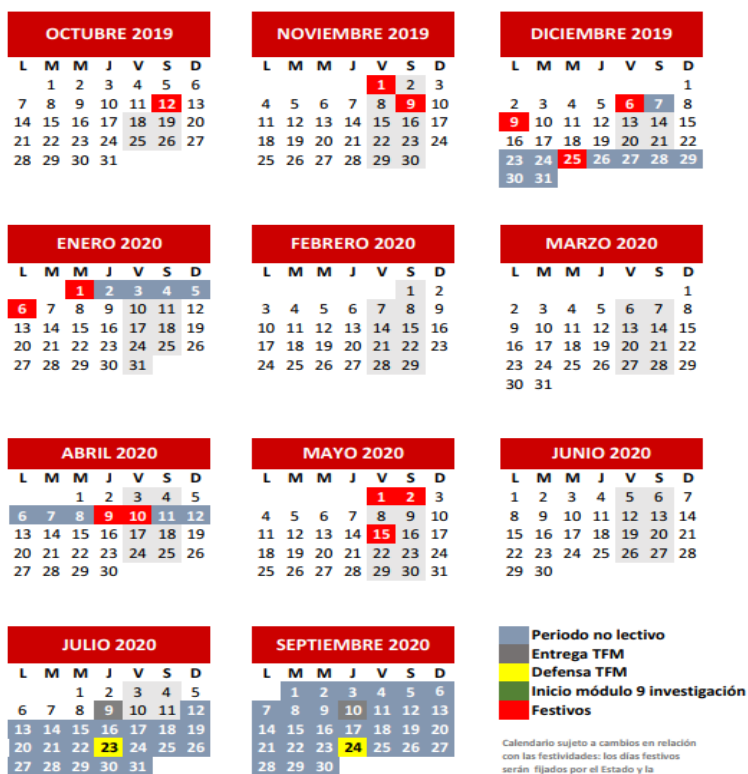 OCTUBRE 2019
L M M J V S D
1 2 3 4 5 6
7 8 9 10 11 12 13
14 15 16 17 18 19 20
21 22 23 24 25 26 27
28 29 30 31
NOVIEMBRE 2019
L M M J V S D
1 2 3
4 5 6 7 8 9 10
11 12 13 14 15 16 17
18 19 20 21 22 23 24
25 26 27 28 29 30
DICIEMBRE 2019
L M M J V S D
1
2 3 4 5 6 7 8
9 10 11 12 13 14 15
16 17 18 19 20 21 22
23 24 25 26 27 28 29
30 31
ENERO 2020
L M M J V S D
1 2 3 4 5
6 7 8 9 10 11 12
13 14 15 16 17 18 19
20 21 22 23 24 25 26
27 28 29 30 31
FEBRERO 2020
L M M J V S D
1 2
3 4 5 6 7 8 9
10 11 12 13 14 15 16
17 18 19 20 21 22 23
24 25 26 27 28 29
MARZO 2020
L M M J V S D
1
2 3 4 5 6 7 8
9 10 11 12 13 14 15
16 17 18 19 20 21 22
23 24 25 26 27 28 29
30 31
ABRIL 2020
L M M J V S D
1 2 3 4 5
6 7 8 9 10 11 12
13 14 15 16 17 18 19
20 21 22 23 24 25 26
27 28 29 30
MAYO 2020
L M M J V S D
1 2 3
4 5 6 7 8 9 10
11 12 13 14 15 16 17
18 19 20 21 22 23 24
25 26 27 28 29 30 31
JUNIO 2020
L M M J V S D
1 2 3 4 5 6 7
8 9 10 11 12 13 14
15 16 17 18 19 20 21
22 23 24 25 26 27 28
29 30
JULIO 2020
L M M J V S D
1 2 3 4 5
6 7 8 9 10 11 12
13 14 15 16 17 18 19
20 21 22 23 24 25 26
27 28 29 30 31
SEPTIEMBRE 2020
L M M J V S D
1 2 3 4 5 6
7 8 9 10 11 12 13
14 15 16 17 18 19 20
21 22 23 24 25 26 27
28 29 30
Periodo no lectivo
Entrega TFM
Defensa TFM
Inicio módulo 9 investigación
Festivos
Calendario sujeto a cambios en relación
con las festividades: los días festivos
serán fijados por el Estado y la